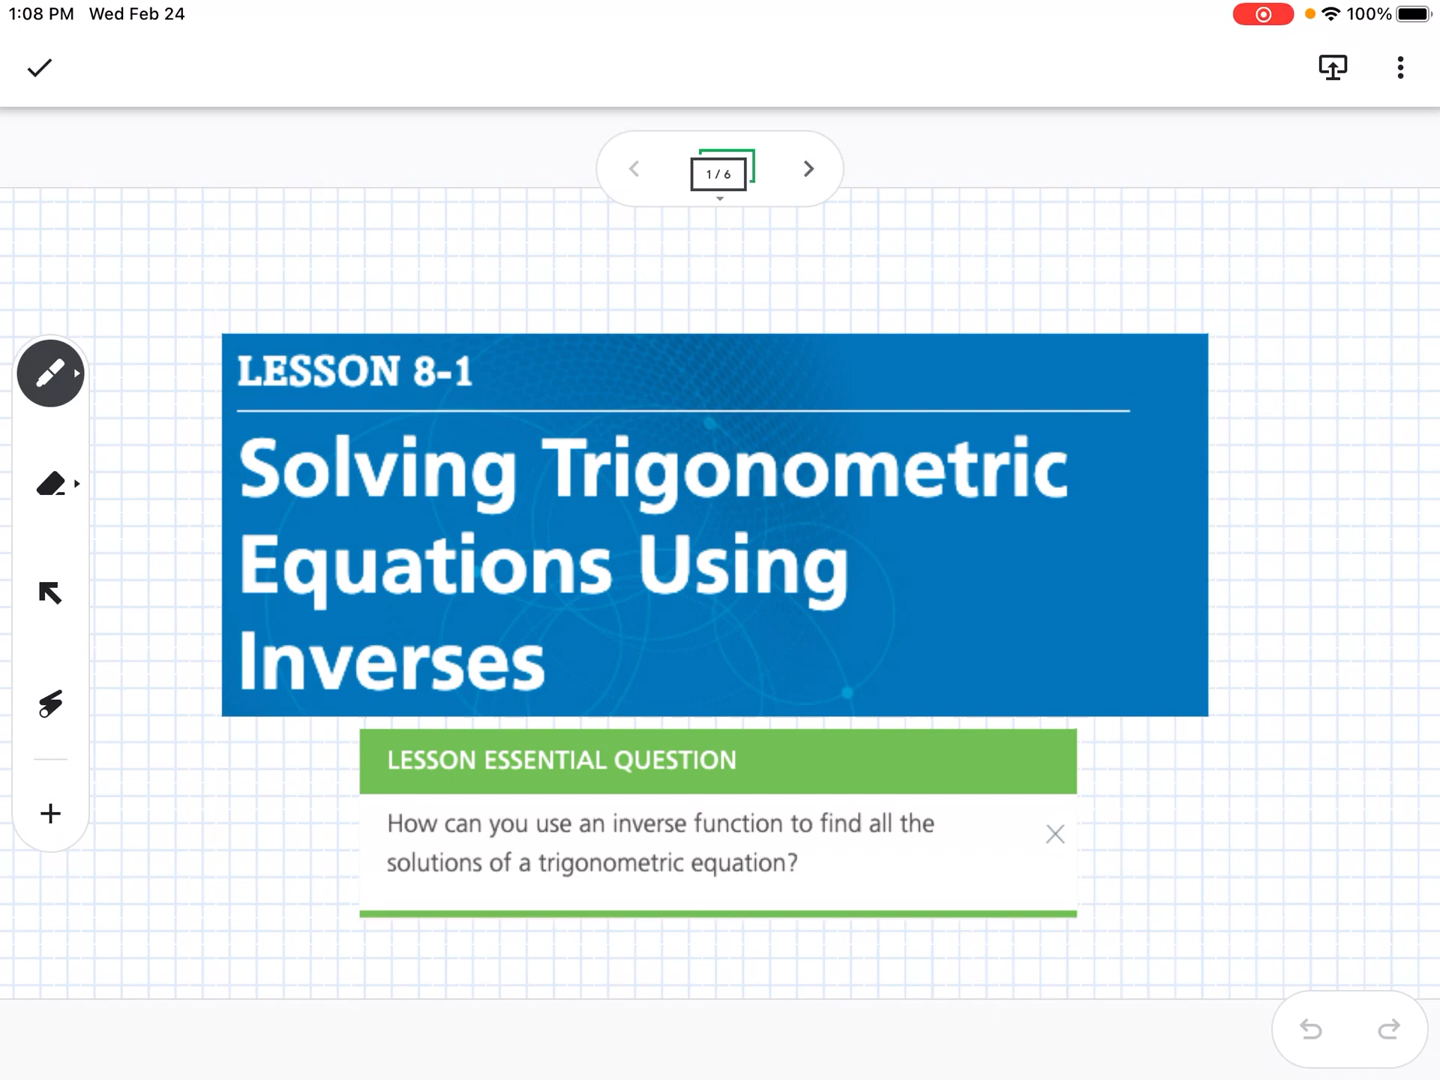 1:08 PM Wed Feb 24
100%
1 / 6
LESSON 8-1
Solving Trigonometric
Equations Using
Inverses
LESSON ESSENTIAL QUESTION
How can you use an inverse function to find all the
solutions of a trigonometric equation?